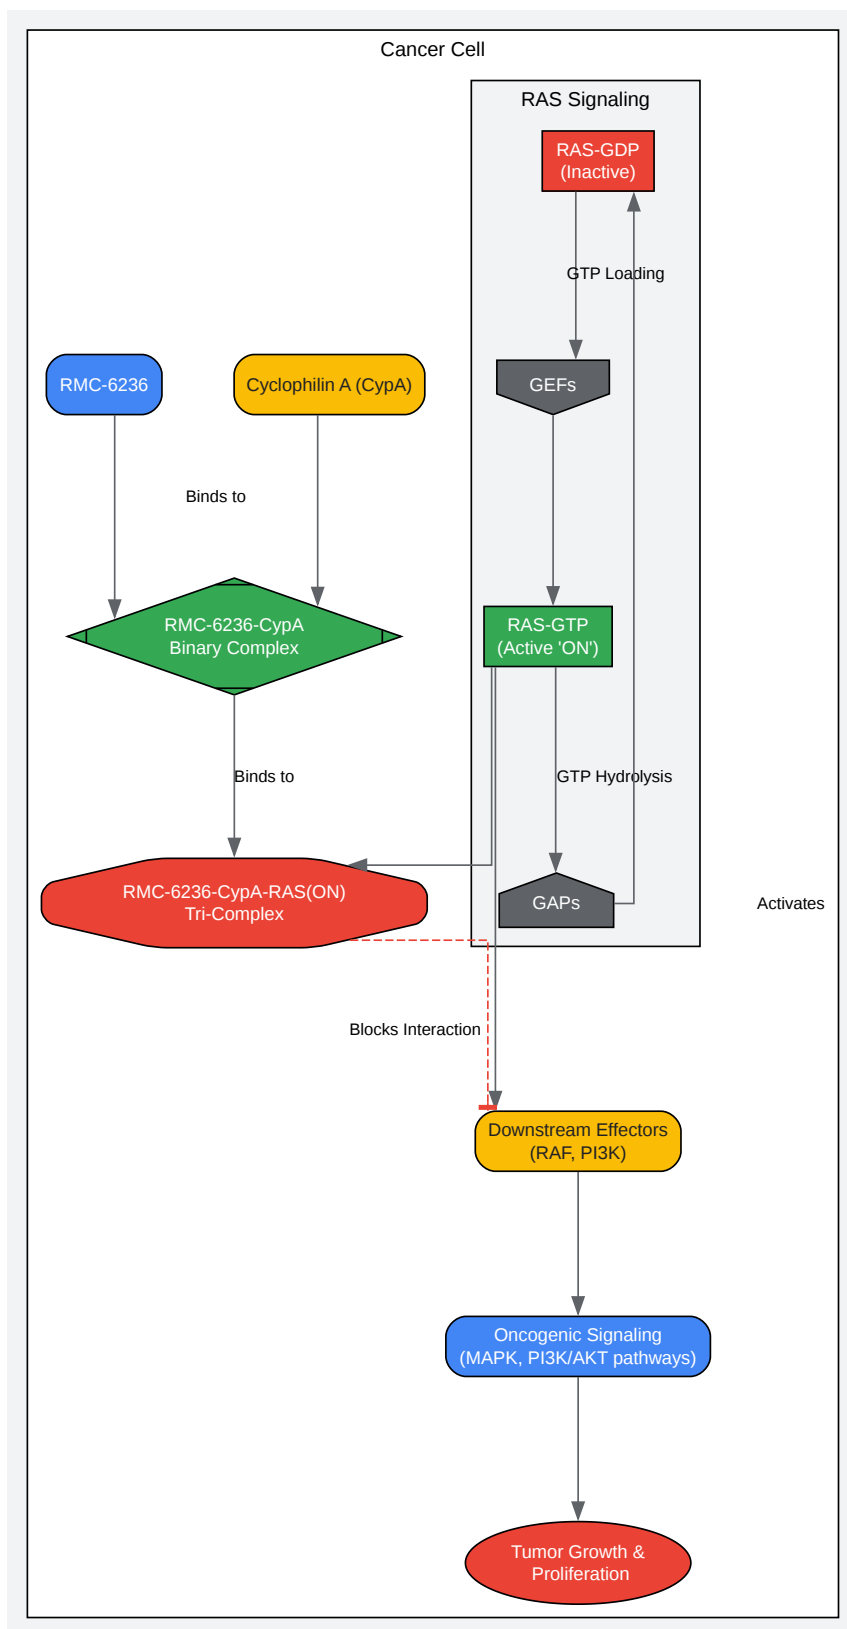 Cancer Cell
RAS Signaling
RAS-GDP
(Inactive)
GTP Loading
RMC-6236
Cyclophilin A (CypA)
GEFs
Binds to
RMC-6236-CypA
Binary Complex
RAS-GTP
(Active 'ON')
Binds to
GTP Hydrolysis
RMC-6236-CypA-RAS(ON)
Tri-Complex
GAPs
Activates
Blocks Interaction
Downstream Effectors
(RAF, PI3K)
Oncogenic Signaling
(MAPK, PI3K/AKT pathways)
Tumor Growth &
Proliferation